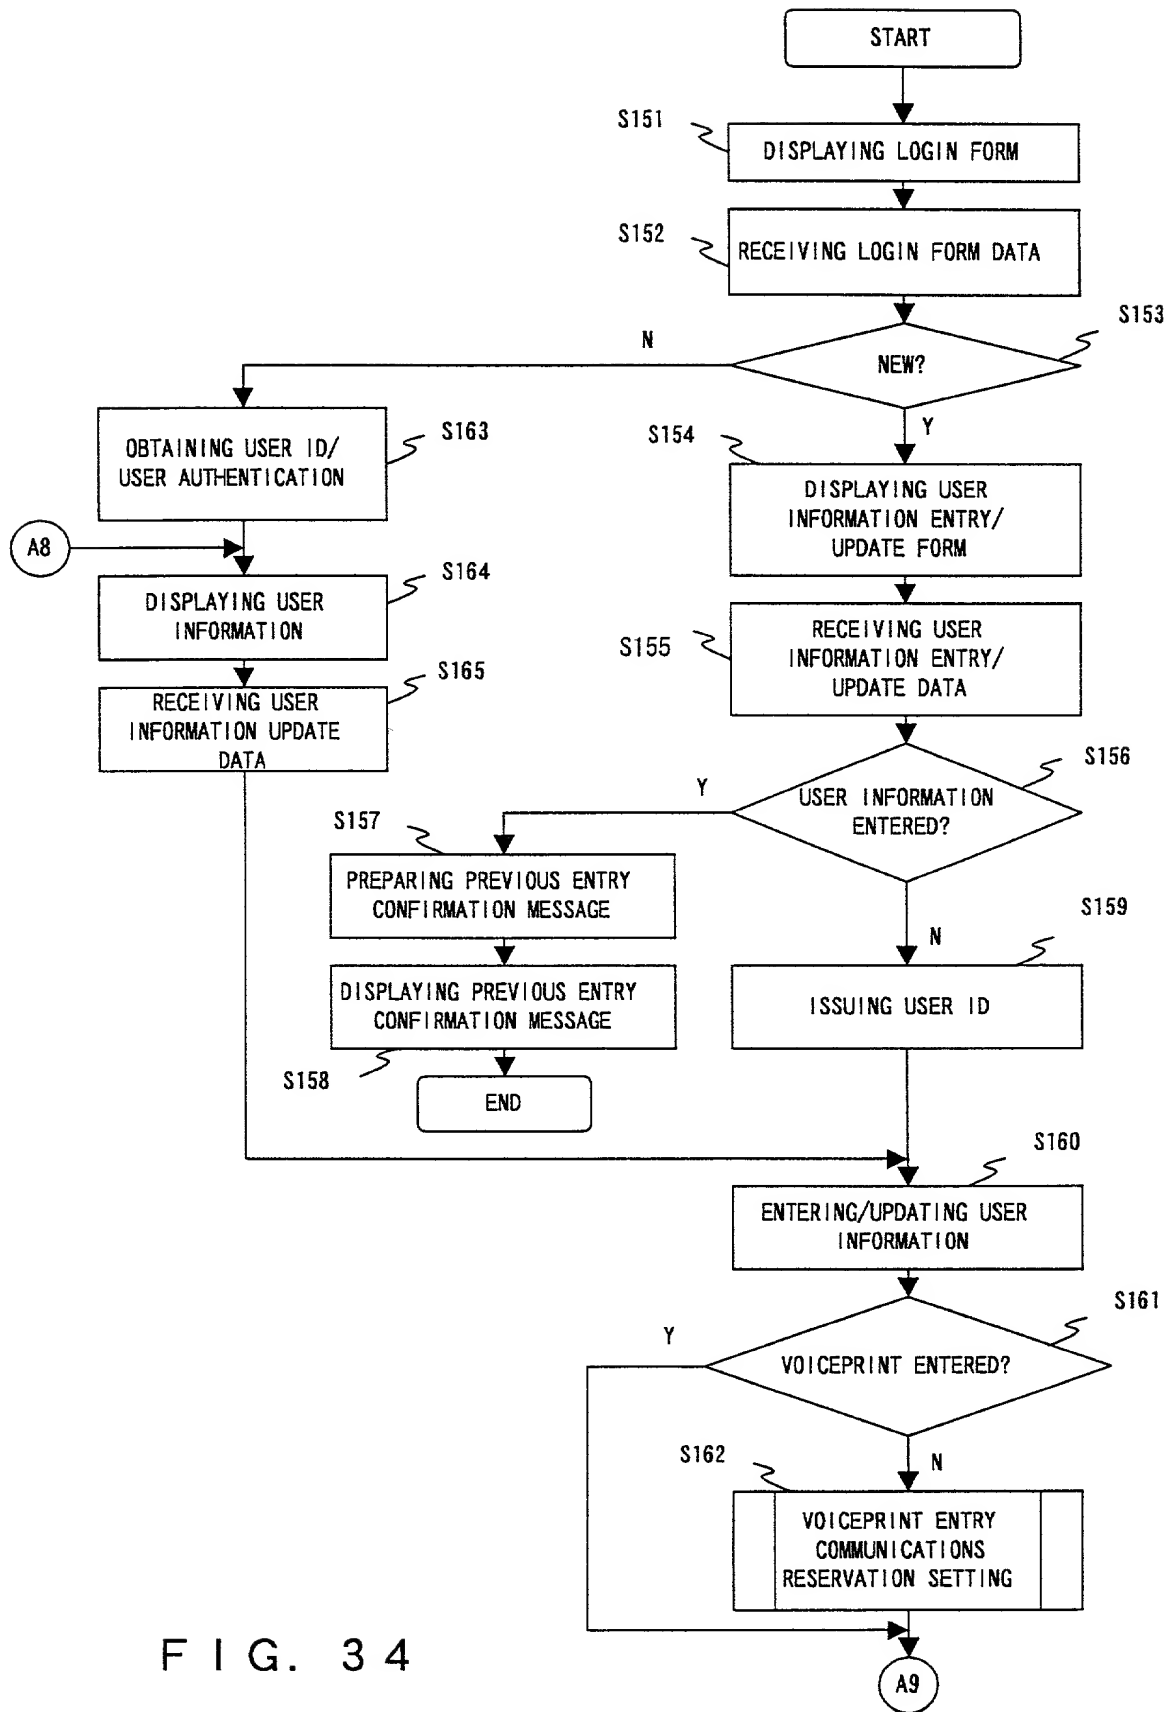 START
S151
DISPLAYING LOGIN FORM
S152
RECEIVING LOGIN FORM DATA
S153
NEW?
N
Y
S163
OBTAINING USER ID/
USER AUTHENTICATION
S154
DISPLAYING USER
INFORMATION ENTRY/
UPDATE FORM
A8
S164
DISPLAYING USER
INFORMATION
S155
RECEIVING USER
INFORMATION ENTRY/
UPDATE DATA
S165
RECEIVING USER
INFORMATION UPDATE
DATA
S156
USER INFORMATION
ENTERED?
Y
N
S157
PREPARING PREVIOUS ENTRY
CONFIRMATION MESSAGE
S159
ISSUING USER ID
DISPLAYING PREVIOUS ENTRY
CONFIRMATION MESSAGE
S158
END
S160
ENTERING/UPDATING USER
INFORMATION
S161
VOICEPRINT ENTERED?
Y
N
S162
VOICEPRINT ENTRY
COMMUNICATIONS
RESERVATION SETTING
A9
FIG. 34